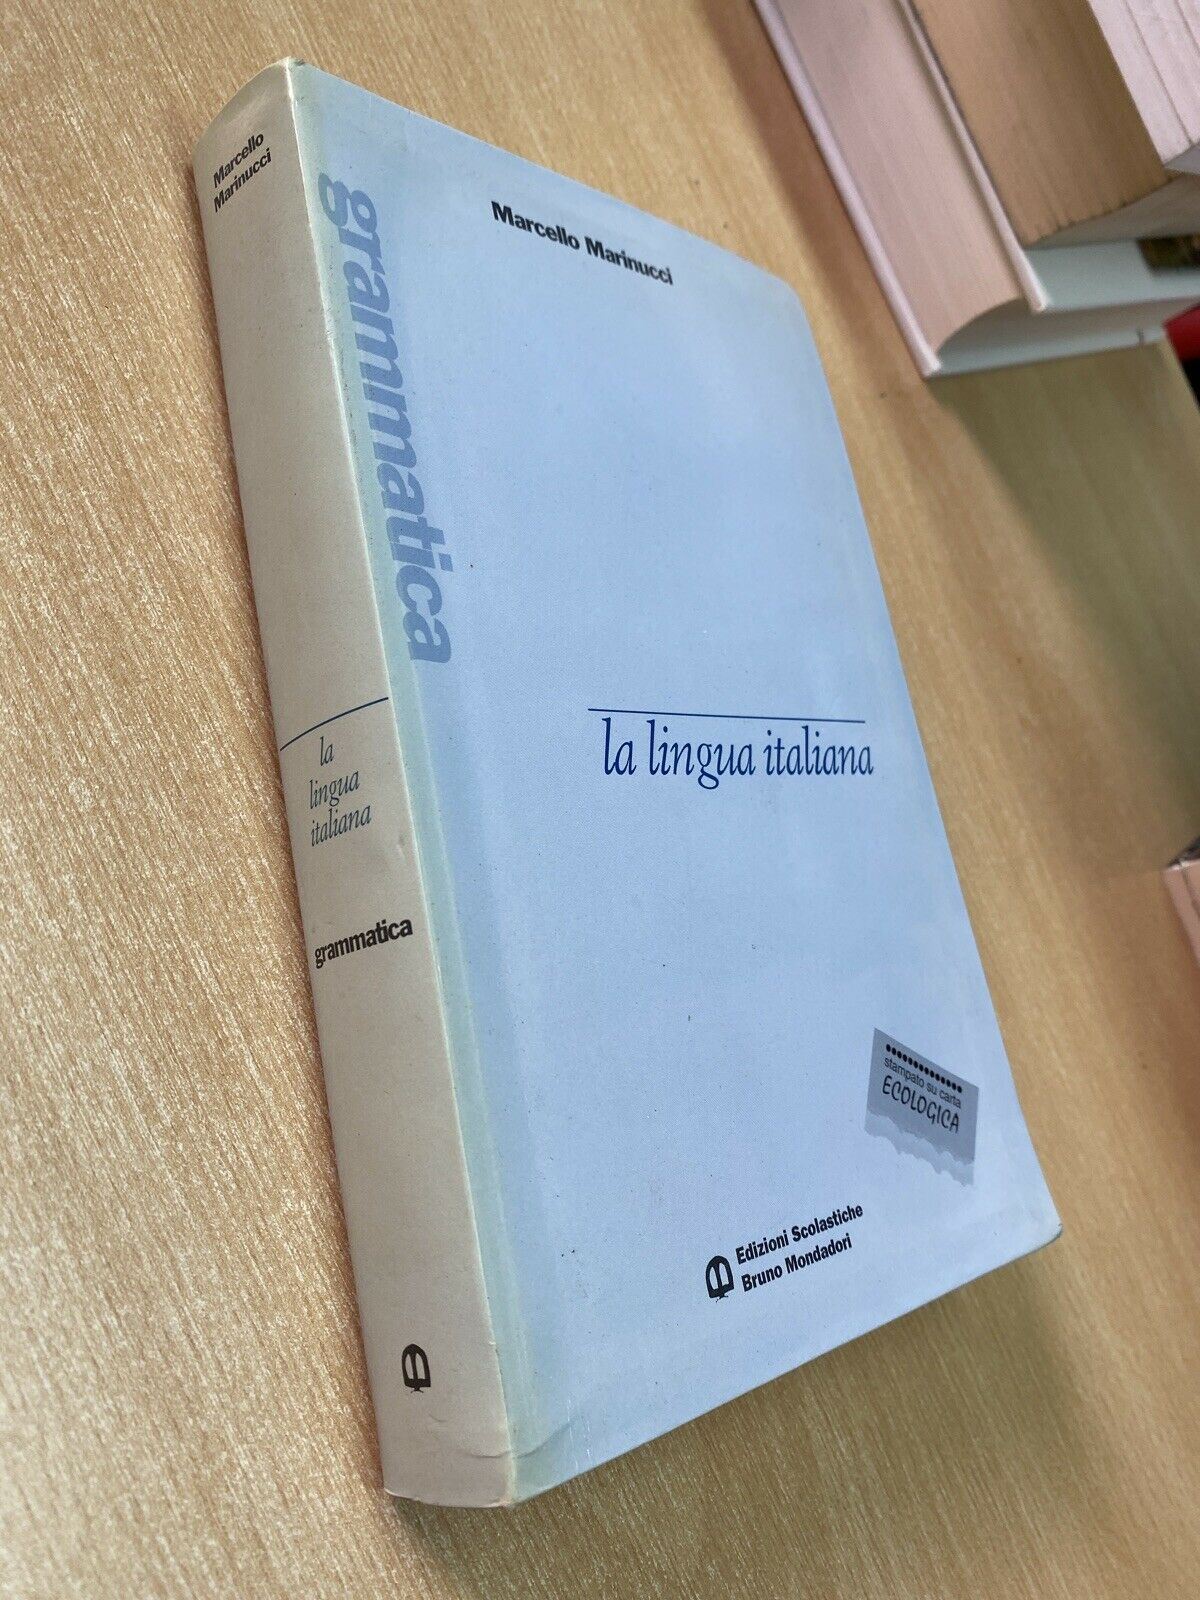 Marcello
Marinucci
la
lingua
italiana
grammatica
grammatica
Marcello Marinucci
la lingua italiana
stampato su carta
ECOLOGICA
Edizioni Scolastiche
Bruno Mondadori